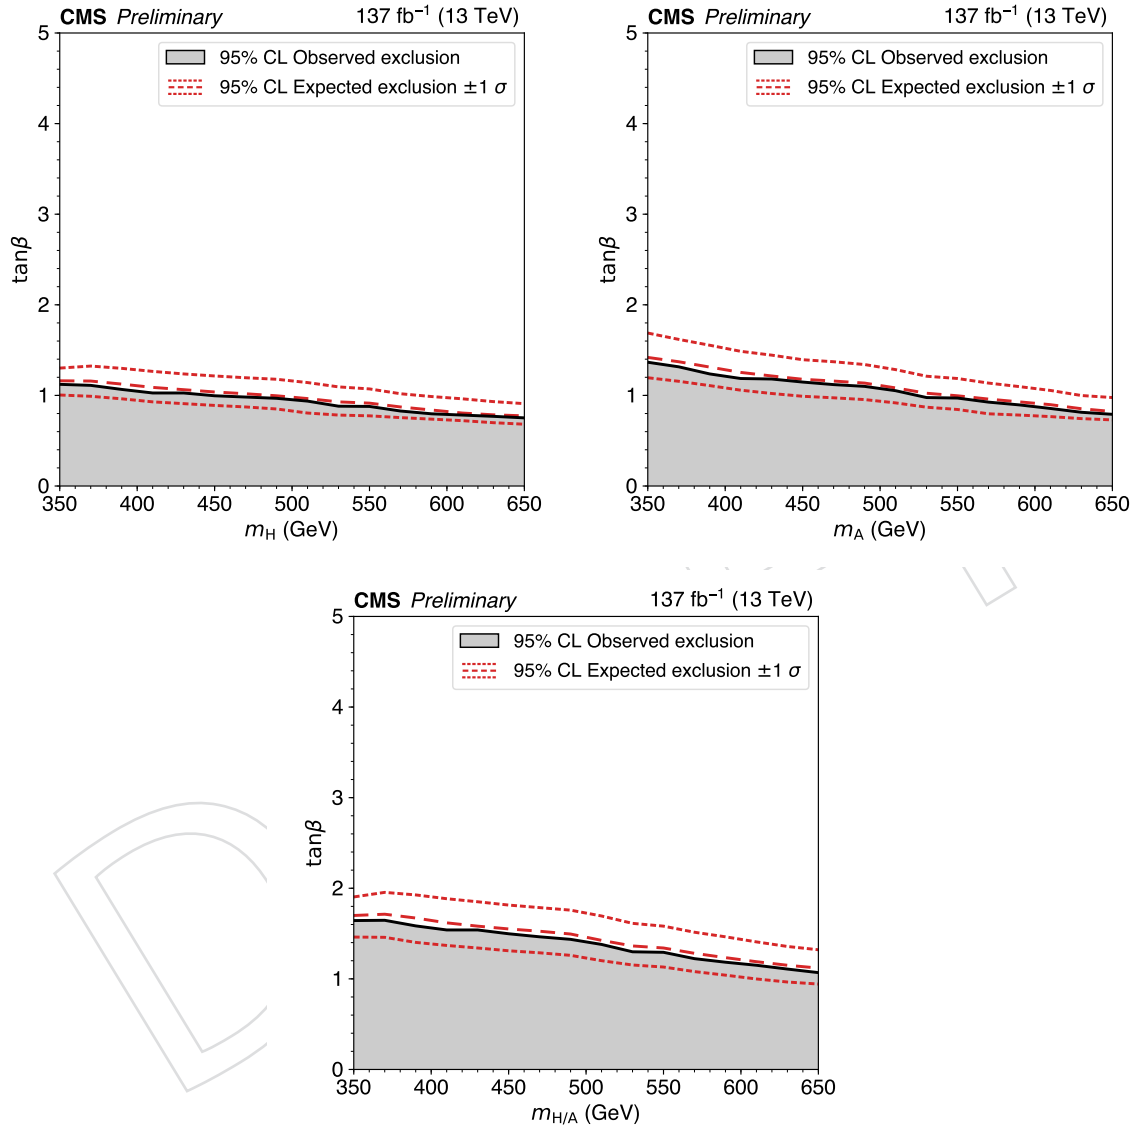 CMS Preliminary 137 fb⁻¹ (13 TeV)
95% CL Observed exclusion
95% CL Expected exclusion ±1 σ
tanβ
5
4
3
2
1
0
350 400 450 500 550 600 650
m_H (GeV)
CMS Preliminary 137 fb⁻¹ (13 TeV)
95% CL Observed exclusion
95% CL Expected exclusion ±1 σ
tanβ
5
4
3
2
1
0
350 400 450 500 550 600 650
m_A (GeV)
CMS Preliminary 137 fb⁻¹ (13 TeV)
95% CL Observed exclusion
95% CL Expected exclusion ±1 σ
tanβ
5
4
3
2
1
0
350 400 450 500 550 600 650
m_H/A (GeV)